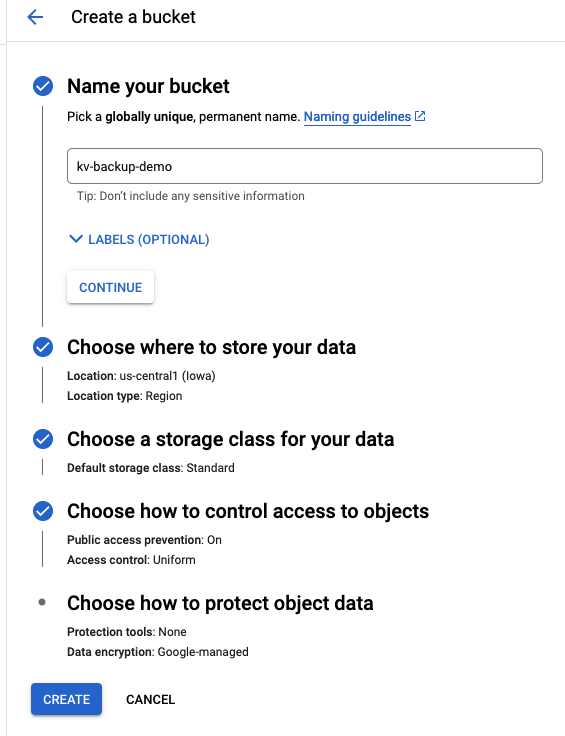 Create a bucket
Name your bucket
Pick a globally unique, permanent name. Naming guidelines
kv-backup-demo
Tip: Don’t include any sensitive information
LABELS (OPTIONAL)
CONTINUE
Choose where to store your data
Location: us-central1 (Iowa)
Location type: Region
Choose a storage class for your data
Default storage class: Standard
Choose how to control access to objects
Public access prevention: On
Access control: Uniform
Choose how to protect object data
Protection tools: None
Data encryption: Google-managed
CREATE CANCEL